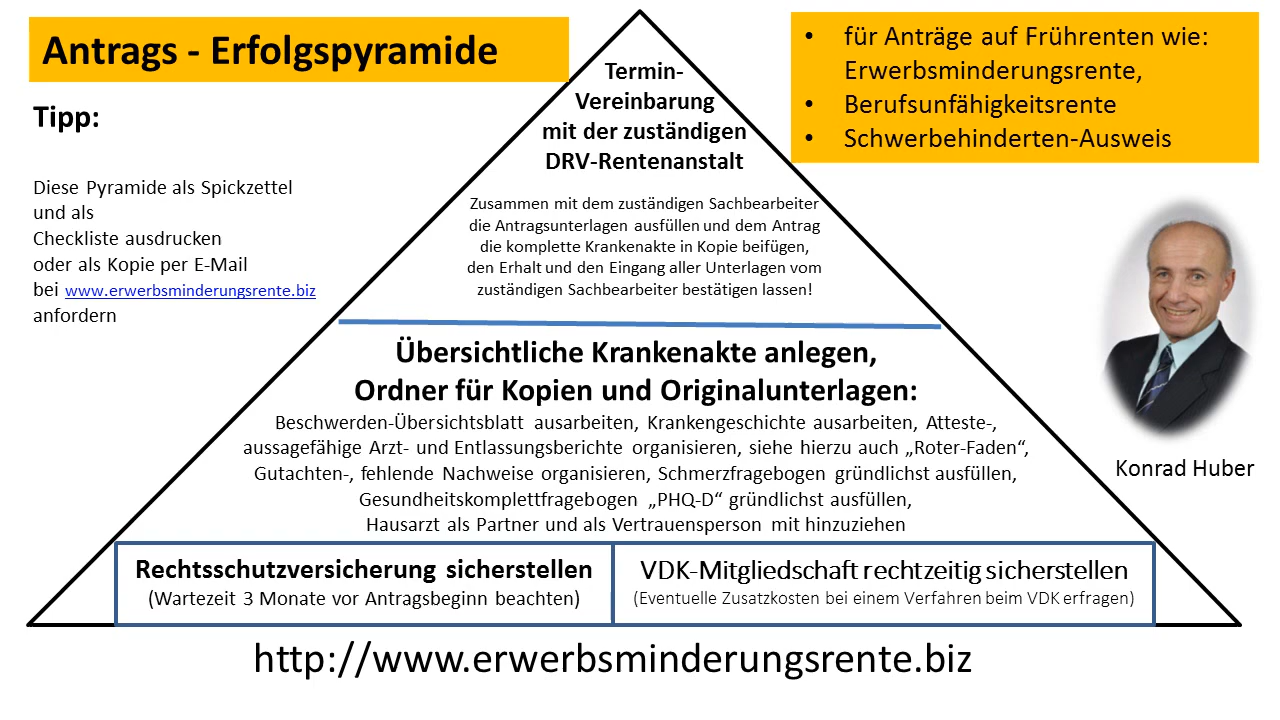 Antrags - Erfolgspyramide
• für Anträge auf Frührenten wie:
Erwerbsminderungsrente,
• Berufsunfähigkeitsrente
• Schwerbehinderten-Ausweis
Tipp:
Diese Pyramide als Spickzettel
und als
Checkliste ausdrucken
oder als Kopie per E-Mail
bei www.erwerbsminderungsrente.biz
anfordern
Termin-
Vereinbarung
mit der zuständigen
DRV-Rentenanstalt
Zusammen mit dem zuständigen Sachbearbeiter
die Antragsunterlagen ausfüllen und dem Antrag
die komplette Krankenakte in Kopie beifügen,
den Erhalt und den Eingang aller Unterlagen vom
zuständigen Sachbearbeiter bestätigen lassen!
Übersichtliche Krankenakte anlegen,
Ordner für Kopien und Originalunterlagen:
Beschwerden-Übersichtsblatt ausarbeiten, Krankengeschichte ausarbeiten, Atteste-,
aussagefähige Arzt- und Entlassungsberichte organisieren, siehe hierzu auch „Roter-Faden“,
Gutachten-, fehlende Nachweise organisieren, Schmerzfragebogen gründlichst ausfüllen,
Gesundheitskomplettfragebogen „PHQ-D“ gründlichst ausfüllen,
Hausarzt als Partner und als Vertrauensperson mit hinzuziehen
Konrad Huber
Rechtsschutzversicherung sicherstellen
(Wartezeit 3 Monate vor Antragsbeginn beachten)
VDK-Mitgliedschaft rechtzeitig sicherstellen
(Eventuelle Zusatzkosten bei einem Verfahren beim VDK erfragen)
http://www.erwerbsminderungsrente.biz